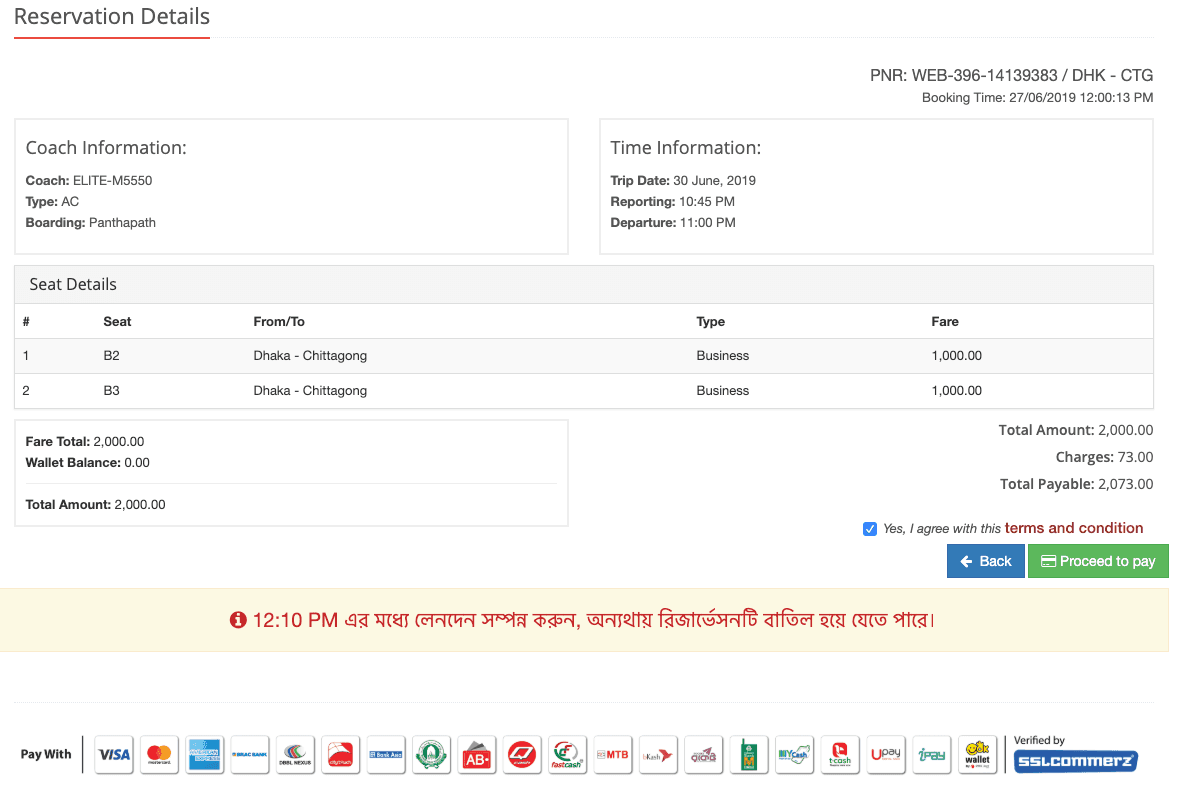 Reservation Details
PNR: WEB-396-14139383 / DHK - CTG
Booking Time: 27/06/2019 12:00:13 PM
Coach Information:
Coach: ELITE-M5550
Type: AC
Boarding: Panthapath
Time Information:
Trip Date: 30 June, 2019
Reporting: 10:45 PM
Departure: 11:00 PM
Seat Details
# Seat From/To Type Fare
1 B2 Dhaka - Chittagong Business 1,000.00
2 B3 Dhaka - Chittagong Business 1,000.00
Fare Total: 2,000.00
Wallet Balance: 0.00
Total Amount: 2,000.00
Total Amount: 2,000.00
Charges: 73.00
Total Payable: 2,073.00
Yes, I agree with this terms and condition
Back
Proceed to pay
12:10 PM এর মধ্যে লেনদেন সম্পন্ন করুন, অন্যথায় রিজার্ভেসনটি বাতিল হয়ে যেতে পারে।
Pay With
VISA
mastercard
AMERICAN EXPRESS
BRAC BANK
DBBL NEXUS
citytouch
Bank Asia
AB
fastcash
MTB
bKash
MYCash
t-cash
Upay
iPay
wallet
Verified by
SSLCOMMERZ